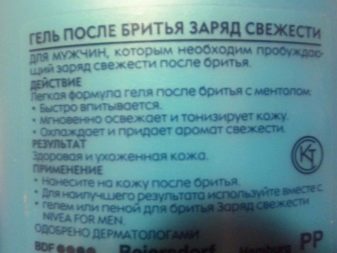 ГЕЛЬ ПОСЛЕ БРИТЬЯ ЗАРЯД СВЕЖЕСТИ
ДЛЯ МУЖЧИН, которым необходим пробуждаю-
щий заряд свежести после бритья.
ДЕЙСТВИЕ
Легкая формула геля после бритья с ментолом:
• Быстро впитывается.
• Мгновенно освежает и тонизирует кожу.
• Охлаждает и придает аромат свежести.
РЕЗУЛЬТАТ
Здоровая и ухоженная кожа.
ПРИМЕНЕНИЕ
• Нанесите на кожу после бритья.
• Для наилучшего результата используйте вместе с
• гелем или пеной для бритья Заряд Свежести
NIVEA FOR MEN.
ОДОБРЕНО ДЕРМАТОЛОГАМИ
BDF Beiersdorf Hamburg PP